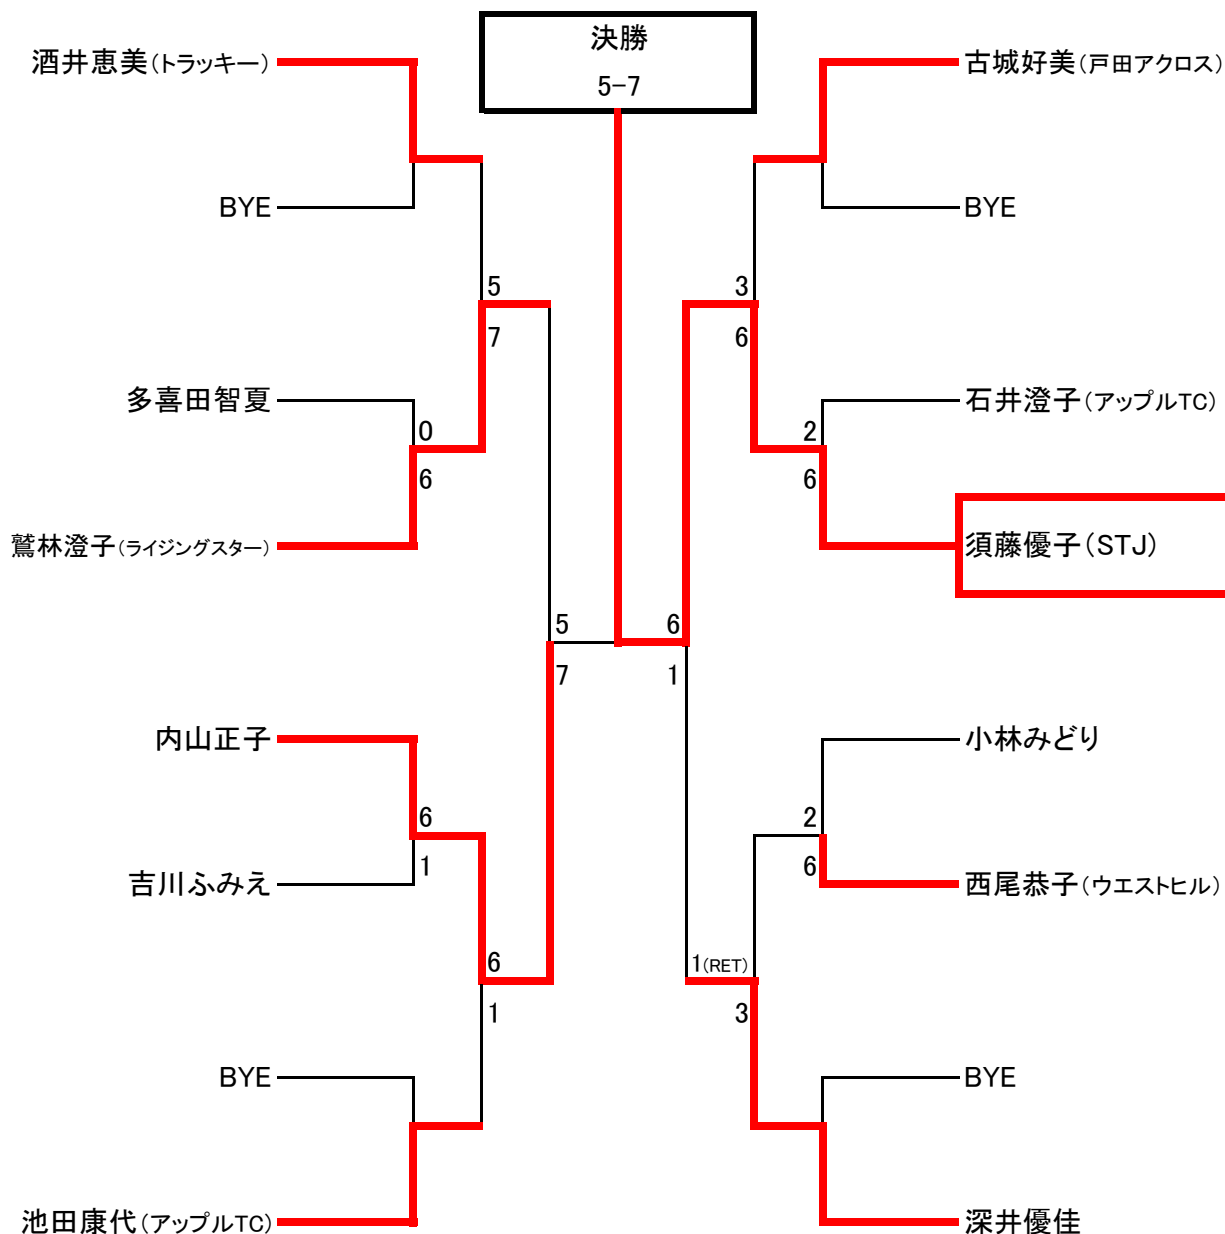 決勝
5-7
酒井恵美(トラッキー)
BYE
5
7
多喜田智夏
0
6
鷲林澄子(ライジングスター)
5
7
内山正子
6
1
吉川ふみえ
6
1
BYE
池田康代(アップルTC)
古城好美(戸田アクロス)
BYE
3
6
石井澄子(アップルTC)
2
6
須藤優子(STJ)
6
1
小林みどり
2
6
西尾恭子(ウエストヒル)
1(RET)
3
BYE
深井優佳